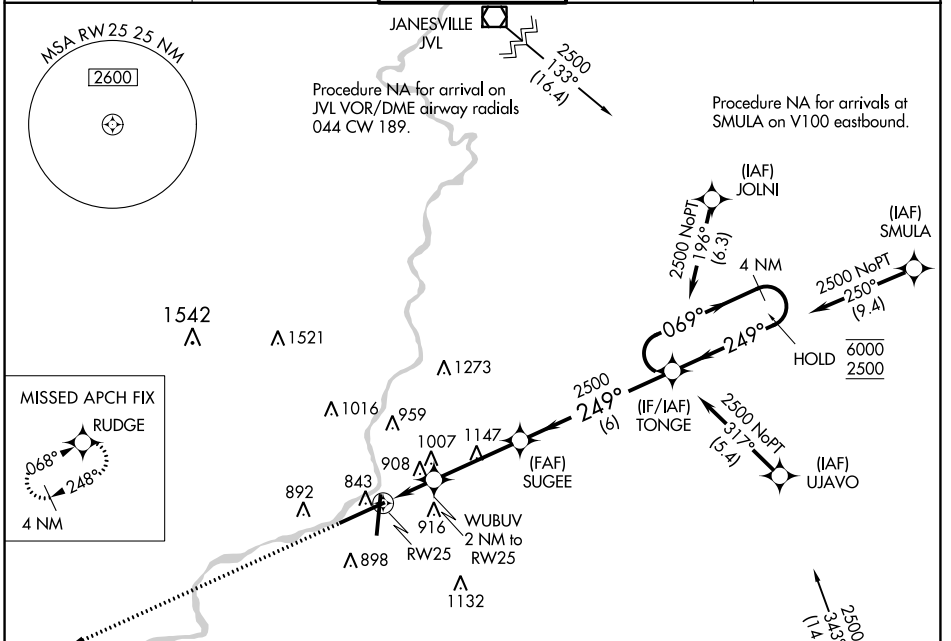 MSA RW 25 25 NM
2600
JANESVILLE
JVL
2500
133°
(16.4)
Procedure NA for arrival on
JVL VOR/DME airway radials
044 CW 189.
Procedure NA for arrivals at
SMULA on V100 eastbound.
(IAF)
JOLNI
2500 NoPT
196°
(6.3)
(IAF)
SMULA
2500 NoPT
250°
(9.4)
4 NM
069°
249°
HOLD
6000
2500
1542
1521
1273
2500
249°
(6)
(IF/IAF)
TONGE
2500 NoPT
317°
(5.4)
(IAF)
UJAVO
MISSED APCH FIX
RUDGE
068°
248°
4 NM
1016
959
1007
1147
908
(FAF)
SUGEE
892
843
916
WUBUV
2 NM to
RW25
RW25
898
1132
2500
343°
(14